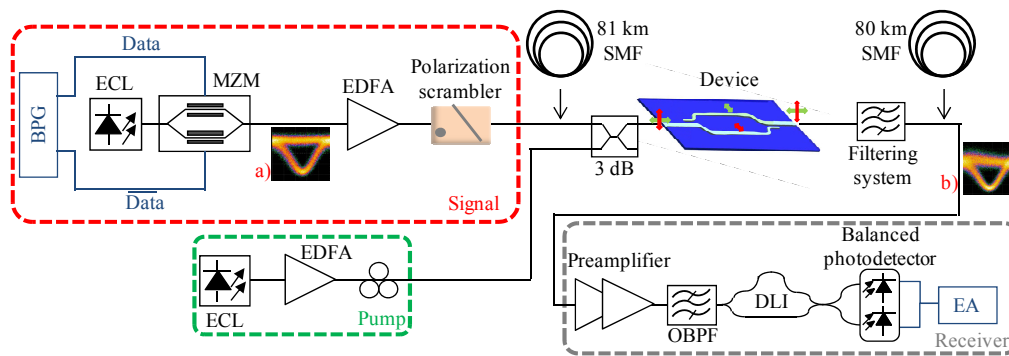 Data
ECL
MZM
BPG
EDFA
Polarization
scrambler
a)
Data
Signal
81 km
SMF
80 km
SMF
Device
3 dB
Filtering
system
b)
EDFA
ECL
Pump
Preamplifier
OBPF
DLI
Balanced
photodetector
EA
Receiver